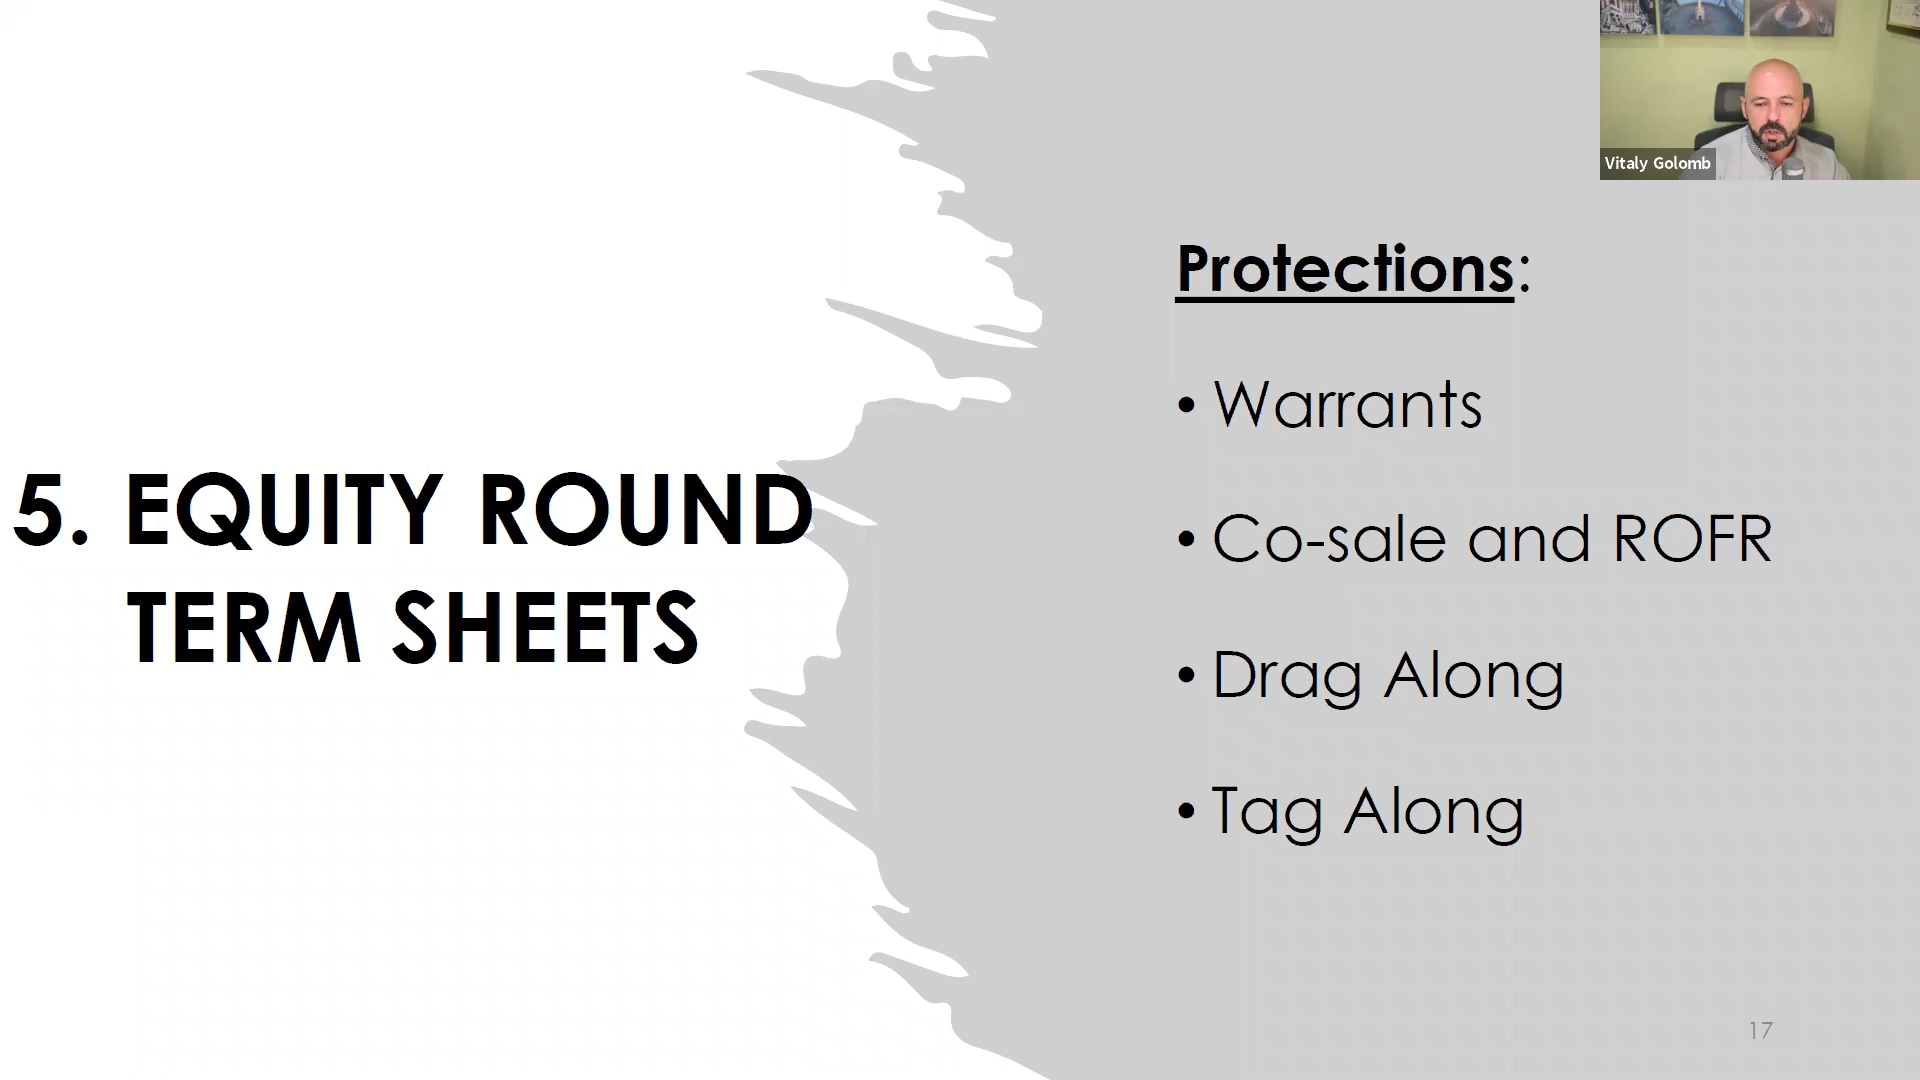 5. EQUITY ROUND
TERM SHEETS
Vitaly Golomb
Protections:
• Warrants
• Co-sale and ROFR
• Drag Along
• Tag Along
17